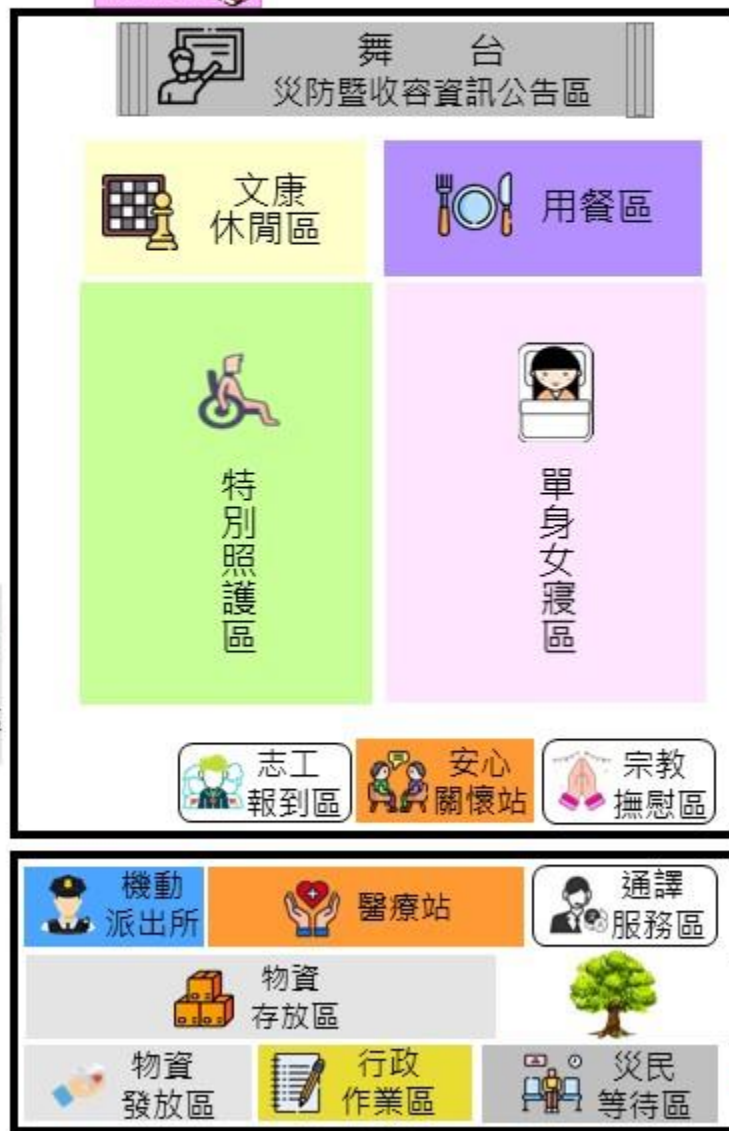 舞台
災防暨收容資訊公告區
文康
休閒區
用餐區
特別照護區
單身女寢區
志工
報到區
安心
關懷站
宗教
撫慰區
機動
派出所
醫療站
通譯
服務區
物資
存放區
物資
發放區
行政
作業區
災民
等待區